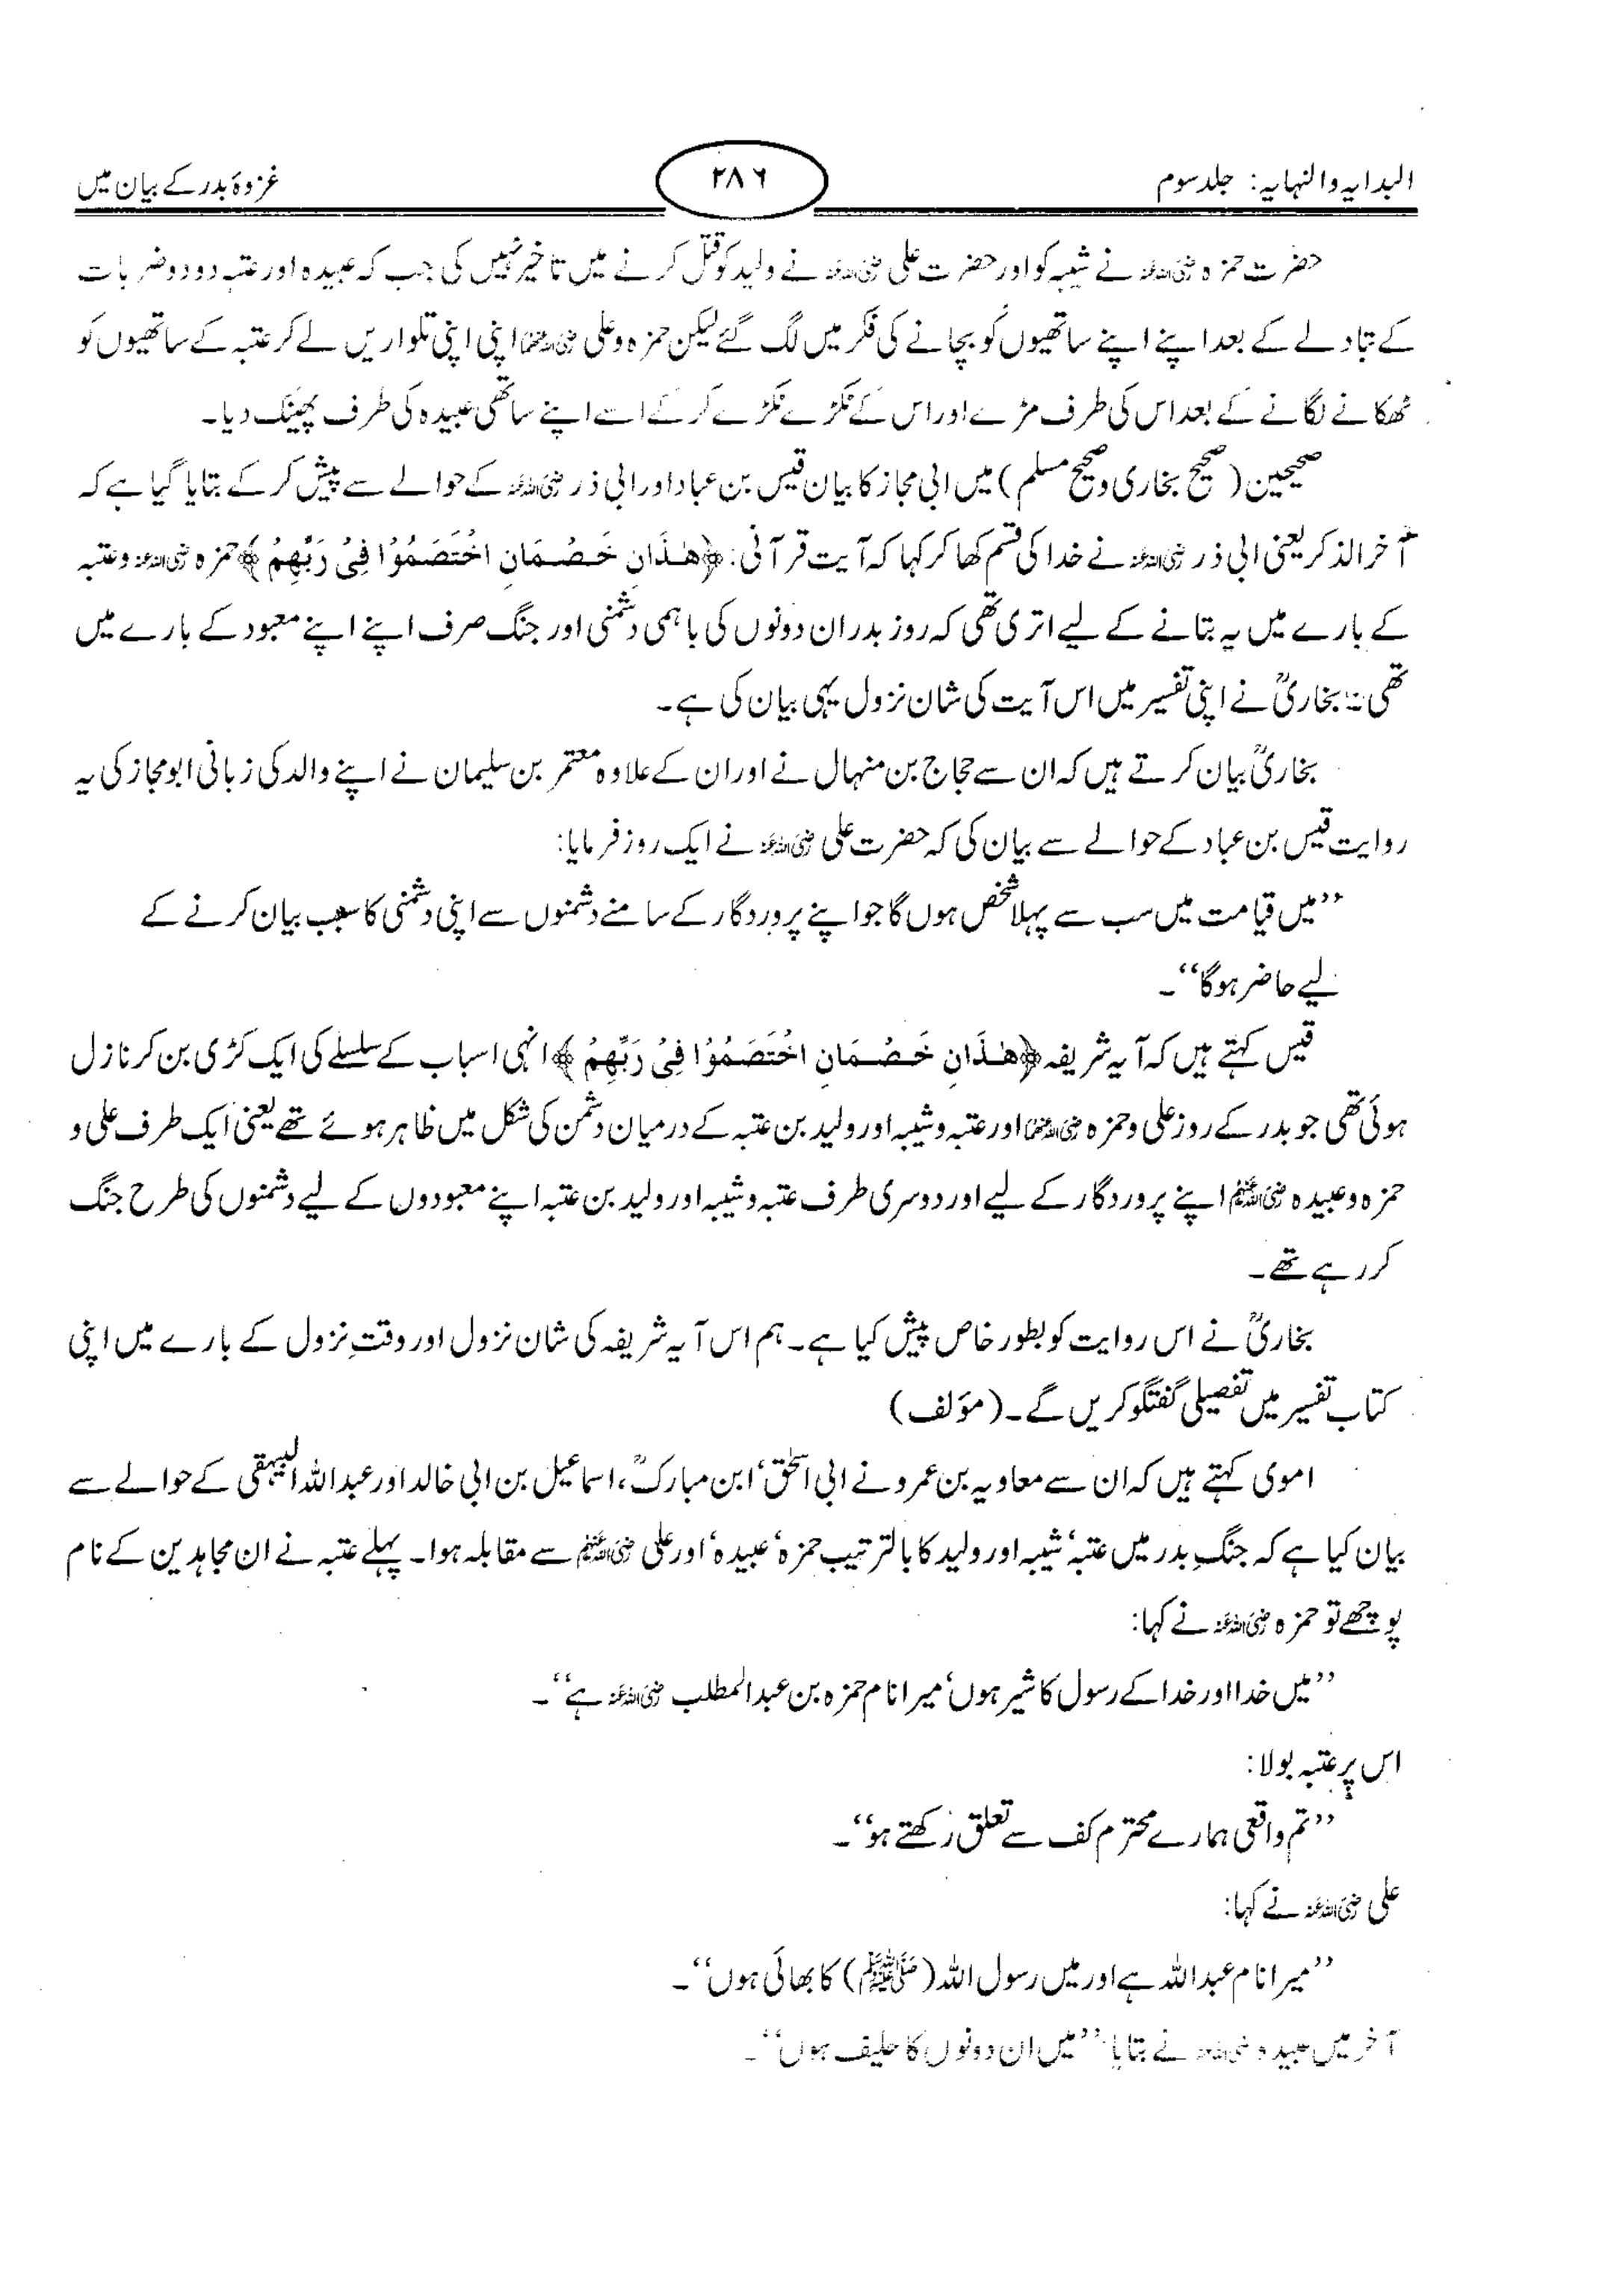 البدایہ والنہایہ: جلد سوم
۲۸۶
غزوۂ بدر کے بیان میں
حضرت حمزہ رضی اللہ عنہ نے شیبہ کو اور حضرت علی رضی اللہ عنہ نے ولید کو قتل کرنے میں تاخیر نہیں کی جب کہ عبیدہ اور عتبہ دو دو ضربات
کے تبادلے کے بعد اپنے اپنے ساتھیوں کو بچانے کی فکر میں لگ گئے لیکن حمزہ و علی رضی اللہ عنہما اپنی اپنی تلواریں لے کر عتبہ کے ساتھیوں کو
ٹھکانے لگانے کے بعد اس کی طرف مڑے اور اس کے ٹکڑے ٹکڑے کر کے اسے اپنے ساتھی عبیدہ کی طرف پھینک دیا۔
صحیحین (صحیح بخاری و صحیح مسلم) میں ابی مجاز کا بیان قیس بن عباد اور ابی ذر رضی اللہ عنہ کے حوالے سے پیش کر کے بتایا گیا ہے کہ
آخر الذکر یعنی ابی ذر رضی اللہ عنہ نے خدا کی قسم کھا کر کہا کہ آیت قرآنی: ﴿هٰذَانِ خَصْمَانِ اخْتَصَمُوْا فِيْ رَبِّهِمْ﴾ حمزہ رضی اللہ عنہ و عتبہ
کے بارے میں یہ بتانے کے لیے اتری تھی کہ روز بدر ان دونوں کی باہمی دشمنی اور جنگ صرف اپنے اپنے معبود کے بارے میں
تھی۔ بخاریؒ نے اپنی تفسیر میں اس آیت کی شان نزول یہی بیان کی ہے۔
بخاریؒ بیان کرتے ہیں کہ ان سے حجاج بن منہال نے اور ان کے علاوہ معتمر بن سلیمان نے اپنے والد کی زبانی ابو مجاز کی یہ
روایت قیس بن عباد کے حوالے سے بیان کی کہ حضرت علی رضی اللہ عنہ نے ایک روز فرمایا:
’’میں قیامت میں سب سے پہلا شخص ہوں گا جو اپنے پروردگار کے سامنے دشمنوں سے اپنی دشمنی کا سبب بیان کرنے کے
لیے حاضر ہوگا‘‘۔
قیس کہتے ہیں کہ آیہ شریفہ ﴿هٰذَانِ خَصْمَانِ اخْتَصَمُوْا فِيْ رَبِّهِمْ﴾ انہی اسباب کے سلسلے کی ایک کڑی بن کر نازل
ہوئی تھی جو بدر کے روز علی و حمزہ رضی اللہ عنہما اور عتبہ و شیبہ اور ولید بن عتبہ کے درمیان دشمن کی شکل میں ظاہر ہوئے تھے یعنی ایک طرف علی و
حمزہ و عبیدہ رضی اللہ عنہم اپنے پروردگار کے لیے اور دوسری طرف عتبہ و شیبہ اور ولید بن عتبہ اپنے معبودوں کے لیے دشمنوں کی طرح جنگ
کر رہے تھے۔
بخاریؒ نے اس روایت کو بطور خاص پیش کیا ہے۔ ہم اس آیہ شریفہ کی شان نزول اور وقتِ نزول کے بارے میں اپنی
کتاب تفسیر میں تفصیلی گفتگو کریں گے۔ (مؤلف)
اموی کہتے ہیں کہ ان سے معاویہ بن عمرو نے ابی اسحٰق‘ ابن مبارکؒ، اسماعیل بن ابی خالد اور عبداللہ البیہقی کے حوالے سے
بیان کیا ہے کہ جنگِ بدر میں عتبہ‘ شیبہ اور ولید کا بالترتیب حمزہ‘ عبیدہ‘ اور علی رضی اللہ عنہم سے مقابلہ ہوا۔ پہلے عتبہ نے ان مجاہدین کے نام
پوچھے تو حمزہ رضی اللہ عنہ نے کہا:
’’میں خدا اور خدا کے رسول کا شیر ہوں‘ میرا نام حمزہ بن عبدالمطلب رضی اللہ عنہ ہے‘‘۔
اس پر عتبہ بولا:
’’تم واقعی ہمارے محترم کف سے تعلق رکھتے ہو‘‘۔
علی رضی اللہ عنہ نے کہا:
’’میرا نام عبداللہ ہے اور میں رسول اللہ (ﷺ) کا بھائی ہوں‘‘۔
آخر میں عبیدہ رضی اللہ عنہ نے بتایا ’’میں ان دونوں کا حلیف ہوں‘‘۔